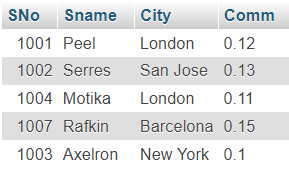 SNo Sname City Comm
1001 Peel London 0.12
1002 Serres San Jose 0.13
1004 Motika London 0.11
1007 Rafkin Barcelona 0.15
1003 Axelron New York 0.1